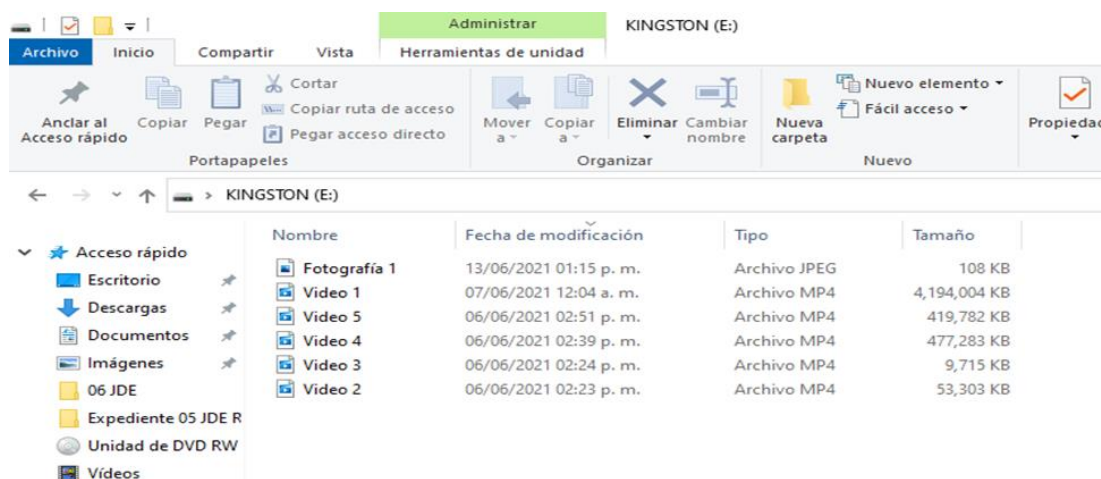 Administrar KINGSTON (E:)
Archivo Inicio Compartir Vista Herramientas de unidad
Anclar al Acceso rápido
Copiar
Pegar
Cortar
Copiar ruta de acceso
Pegar acceso directo
Portapapeles
Mover a
Copiar a
Eliminar
Cambiar nombre
Organizar
Nueva carpeta
Nuevo elemento
Fácil acceso
Nuevo
Propiedad
KINGSTON (E:)
Acceso rápido
Escritorio
Descargas
Documentos
Imágenes
06 JDE
Expediente 05 JDE R
Unidad de DVD RW
Vídeos
Nombre Fecha de modificación Tipo Tamaño
Fotografía 1 13/06/2021 01:15 p. m. Archivo JPEG 108 KB
Video 1 07/06/2021 12:04 a. m. Archivo MP4 4,194,004 KB
Video 5 06/06/2021 02:51 p. m. Archivo MP4 419,782 KB
Video 4 06/06/2021 02:39 p. m. Archivo MP4 477,283 KB
Video 3 06/06/2021 02:24 p. m. Archivo MP4 9,715 KB
Video 2 06/06/2021 02:23 p. m. Archivo MP4 53,303 KB